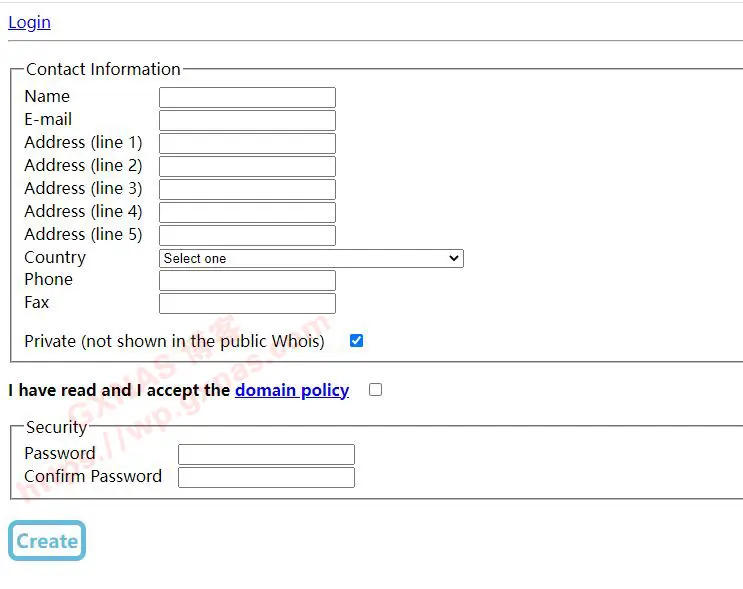 Login
Contact Information
Name
E-mail
Address (line 1)
Address (line 2)
Address (line 3)
Address (line 4)
Address (line 5)
Country Select one
Phone
Fax
Private (not shown in the public Whois)
I have read and I accept the domain policy
Security
Password
Confirm Password
Create
GXNAS 博客
https://wp.gxnas.com